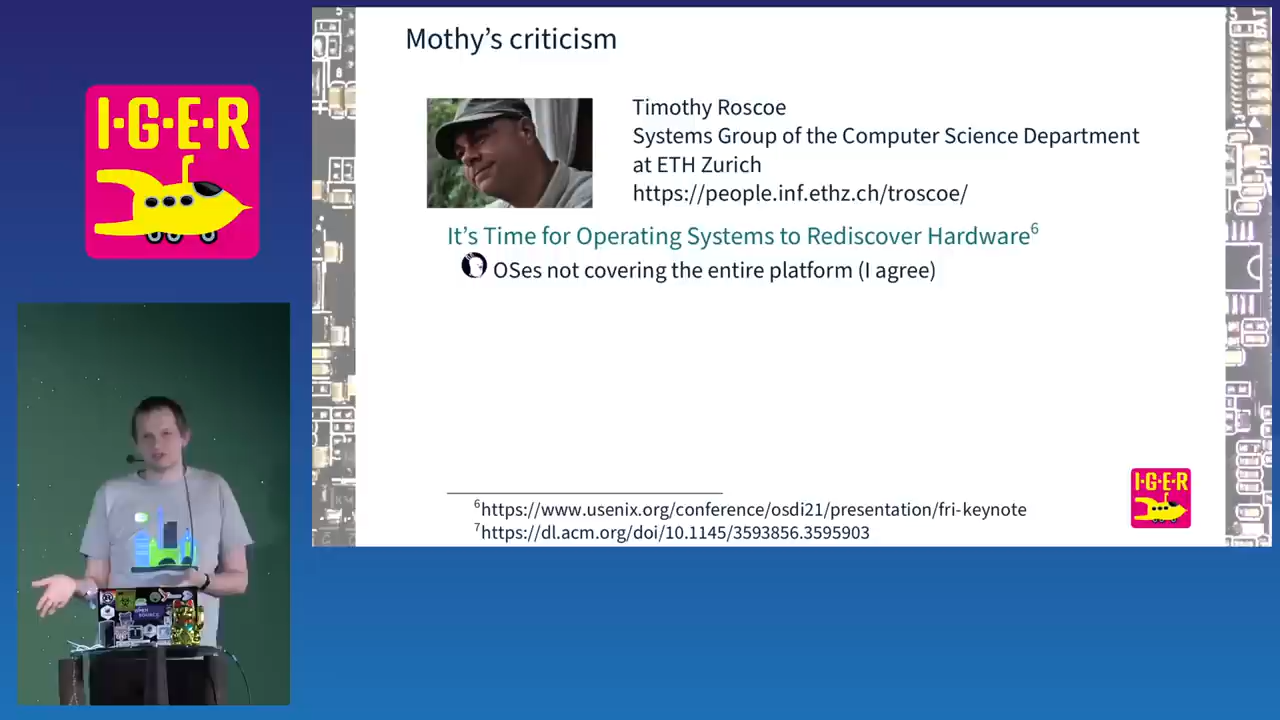 I·G·E·R
Mothy's criticism
Timothy Roscoe
Systems Group of the Computer Science Department
at ETH Zurich
https://people.inf.ethz.ch/troscoe/
It's Time for Operating Systems to Rediscover Hardware⁶
OSes not covering the entire platform (I agree)
⁶https://www.usenix.org/conference/osdi21/presentation/fri-keynote
⁷https://dl.acm.org/doi/10.1145/3593856.3595903
I·G·E·R
OPEN
SOURCE